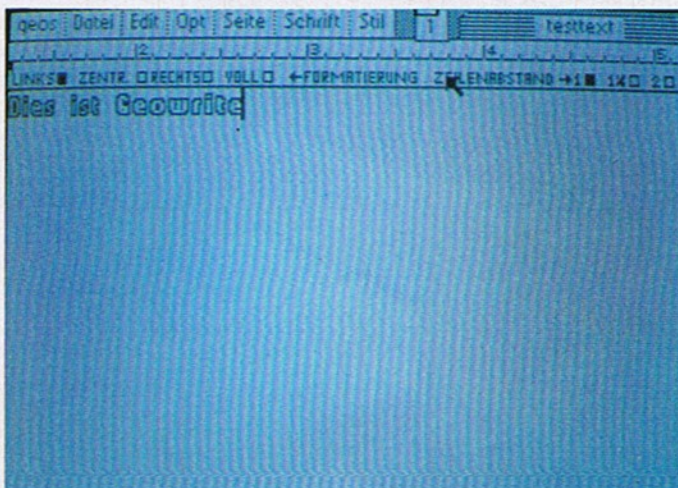 geos Datei Edit Opt Seite Schrift Stil 1 testtext
2 3 4 5
LINKS ZENTR. RECHTS VOLL ←FORMATIERUNG ZEILENABSTAND →1 1½ 2
Dies ist Geowrite